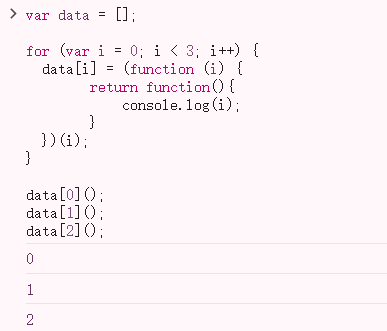 var data = [];

for (var i = 0; i < 3; i++) {
  data[i] = (function (i) {
        return function(){
            console.log(i);
        }
  })(i);
}

data[0]();
data[1]();
data[2]();
0
1
2